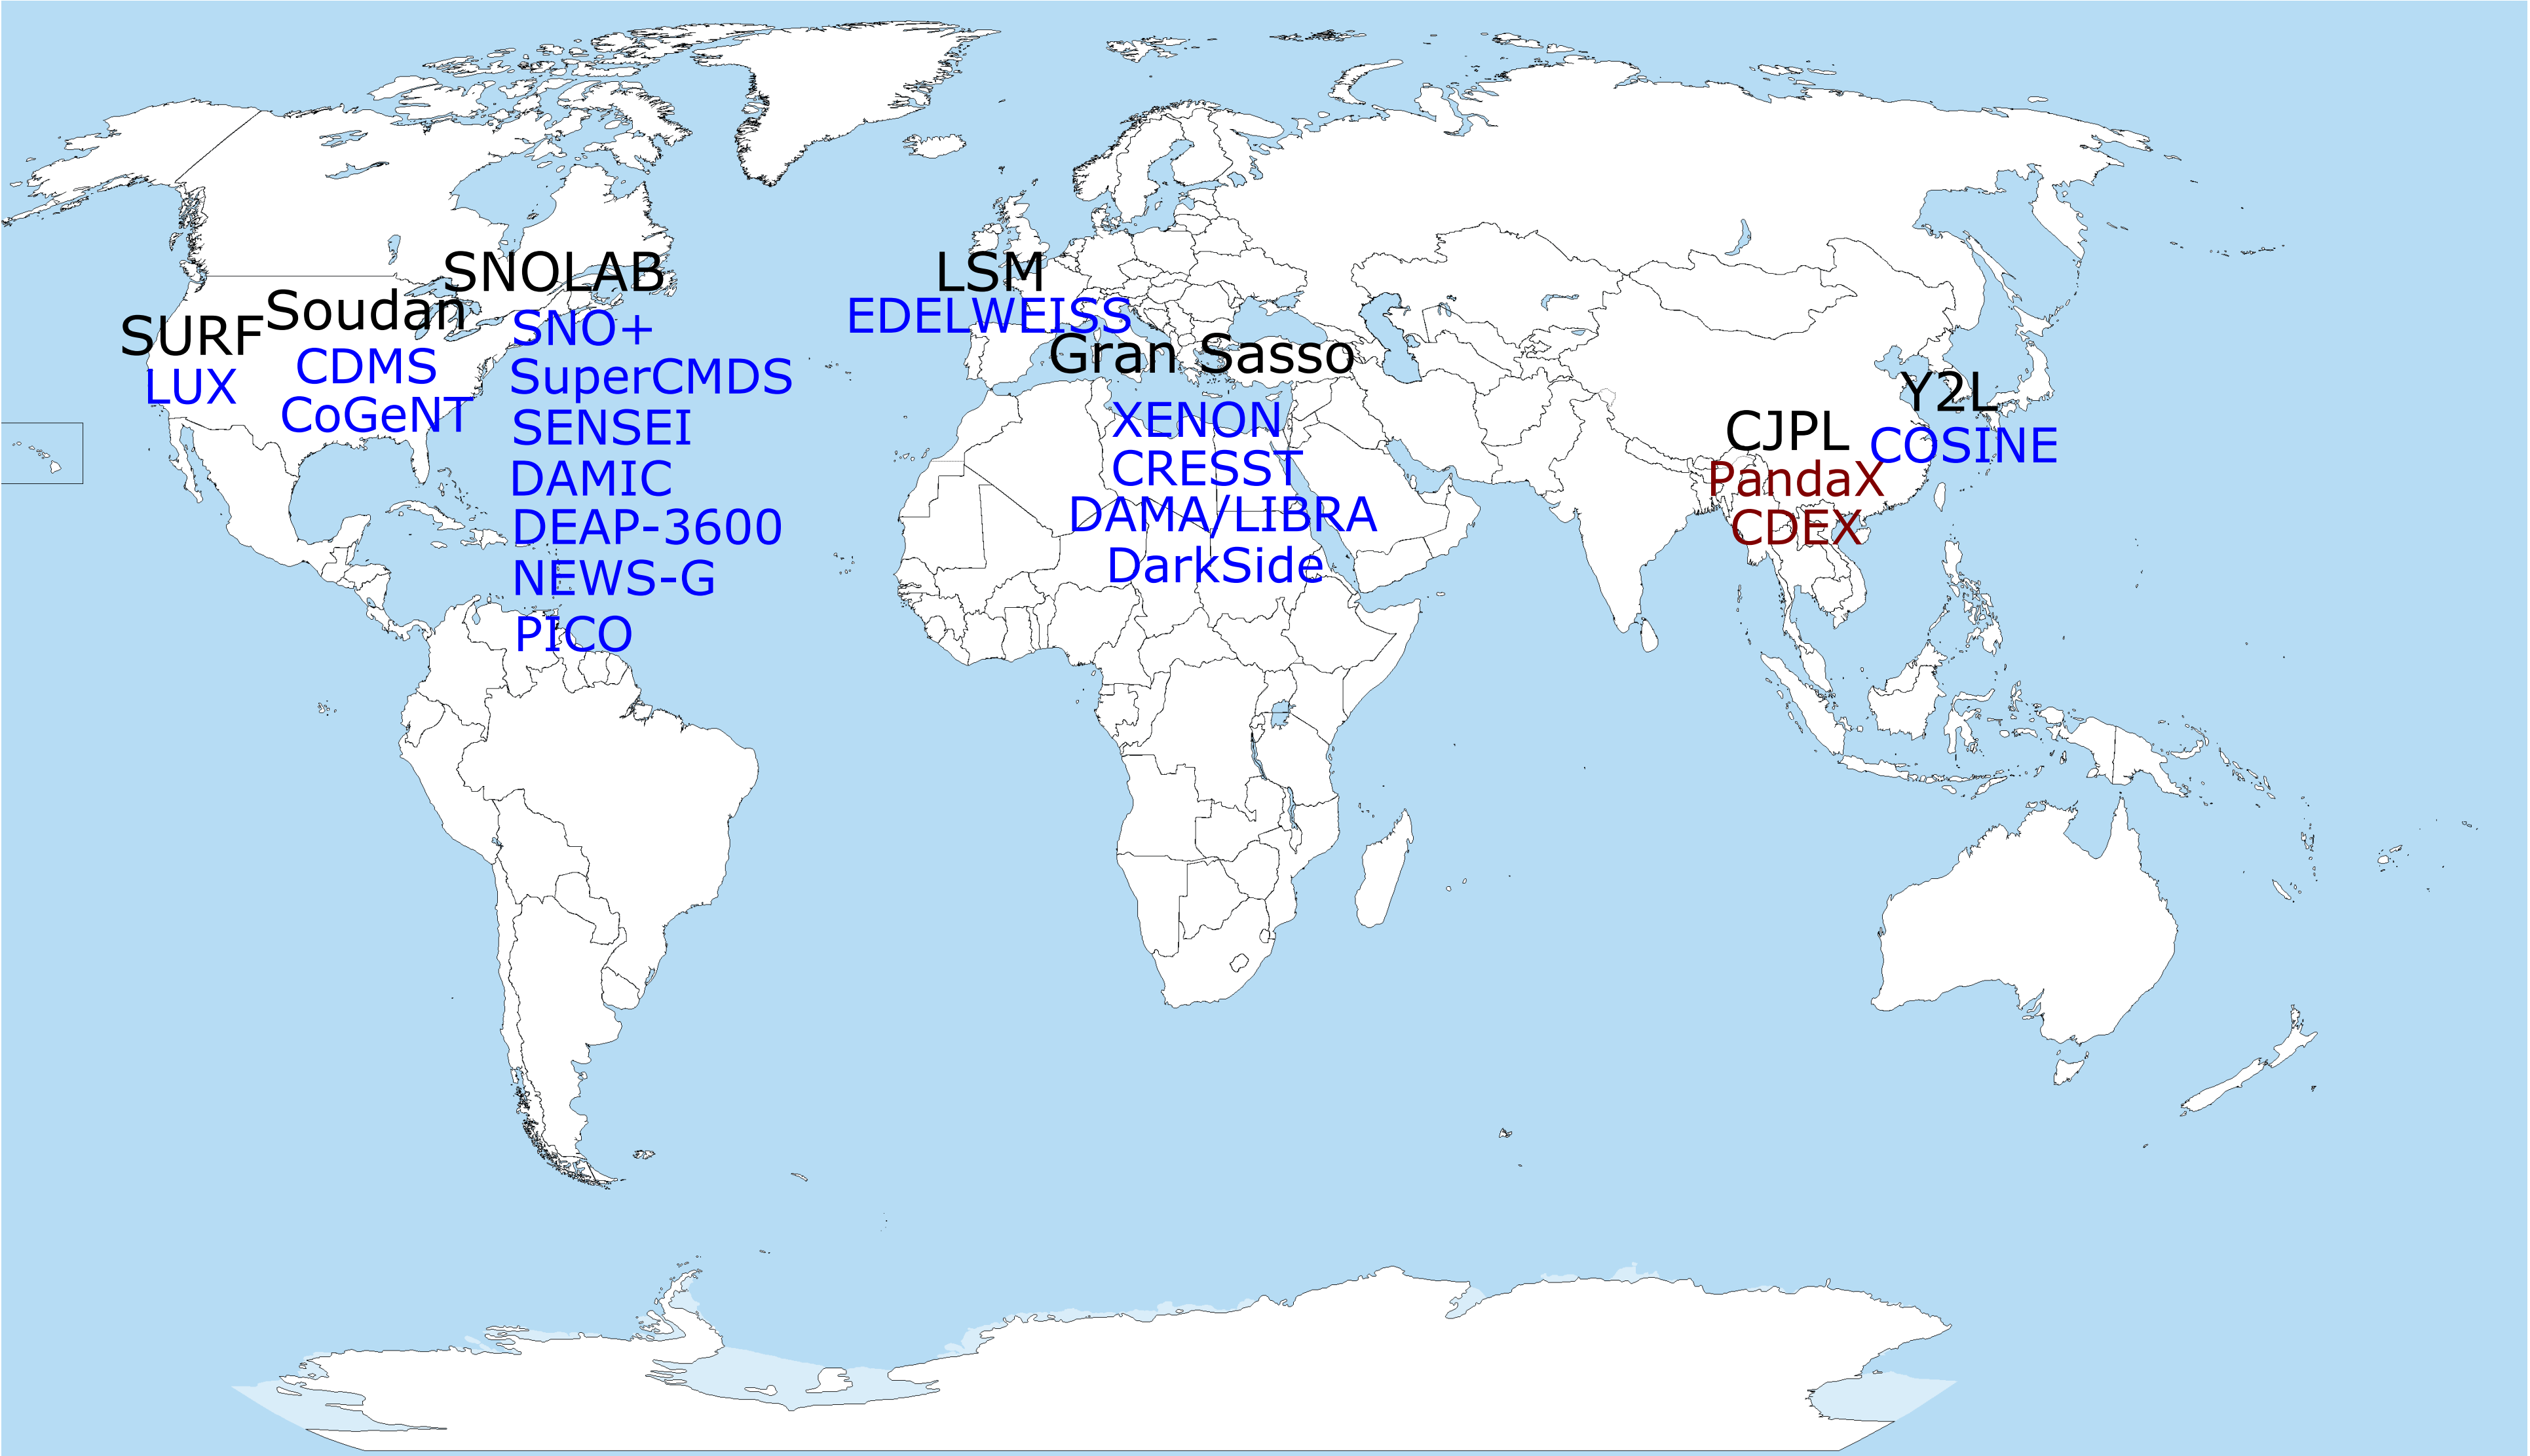 SNOLAB
SNO+
SuperCMDS
SENSEI
DAMIC
DEAP-3600
NEWS-G
PICO
Soudan
CDMS
CoGeNT
SURF
LUX
LSM
EDELWEISS
Gran Sasso
XENON
CRESST
DAMA/LIBRA
DarkSide
CJPL
PandaX
CDEX
Y2L
COSINE